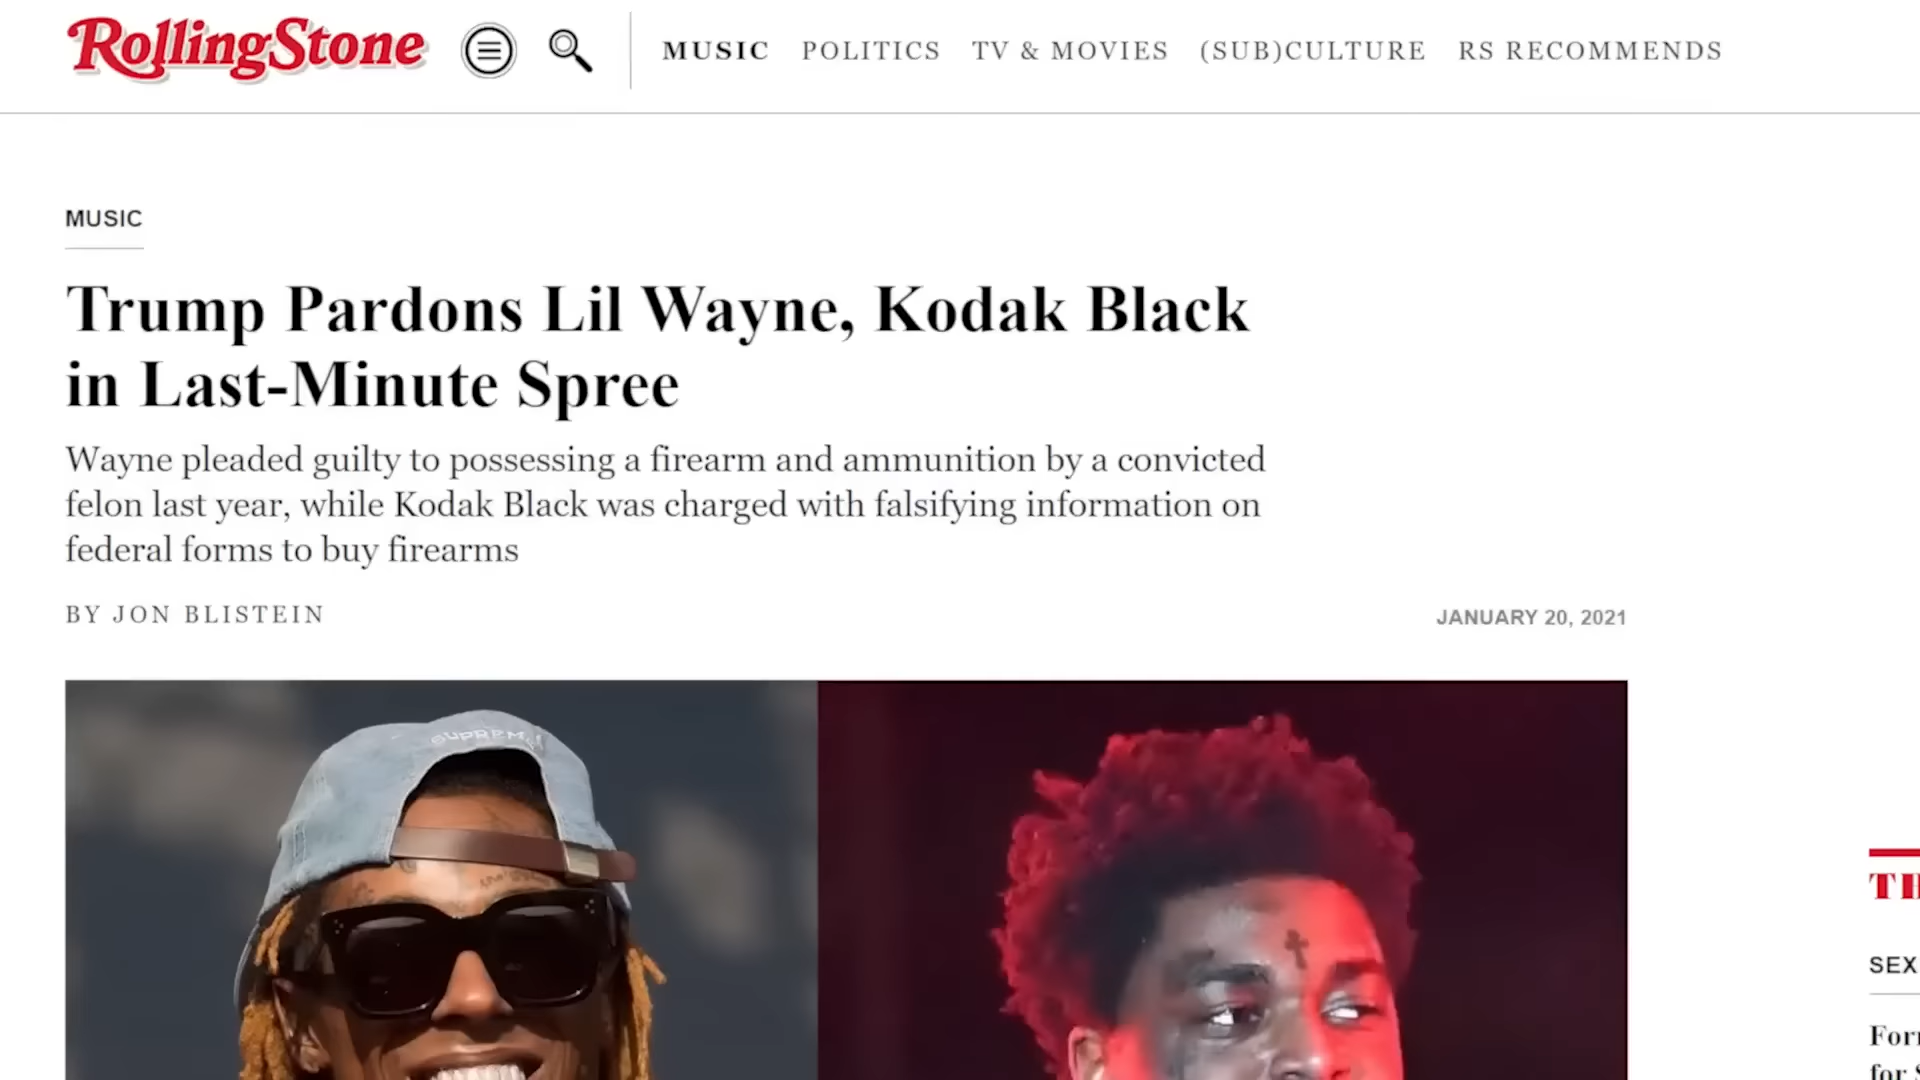 RollingStone
MUSIC POLITICS TV & MOVIES (SUB)CULTURE RS RECOMMENDS
MUSIC
Trump Pardons Lil Wayne, Kodak Black
in Last-Minute Spree
Wayne pleaded guilty to possessing a firearm and ammunition by a convicted
felon last year, while Kodak Black was charged with falsifying information on
federal forms to buy firearms
BY JON BLISTEIN
JANUARY 20, 2021
SUPREM
SEX
for